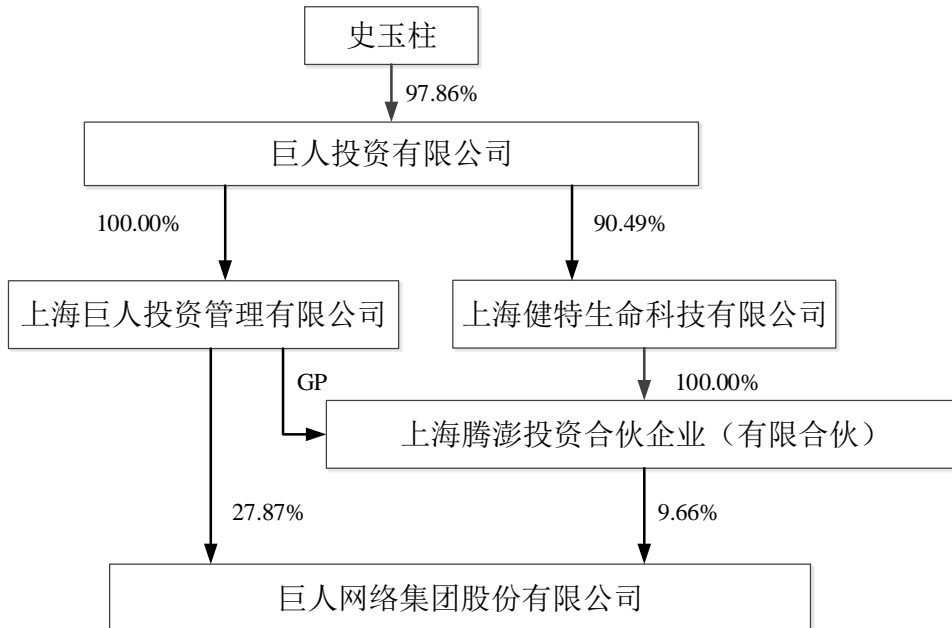 史玉柱
97.86%
巨人投资有限公司
100.00%
90.49%
上海巨人投资管理有限公司
上海健特生命科技有限公司
GP
100.00%
上海腾澎投资合伙企业（有限合伙）
27.87%
9.66%
巨人网络集团股份有限公司